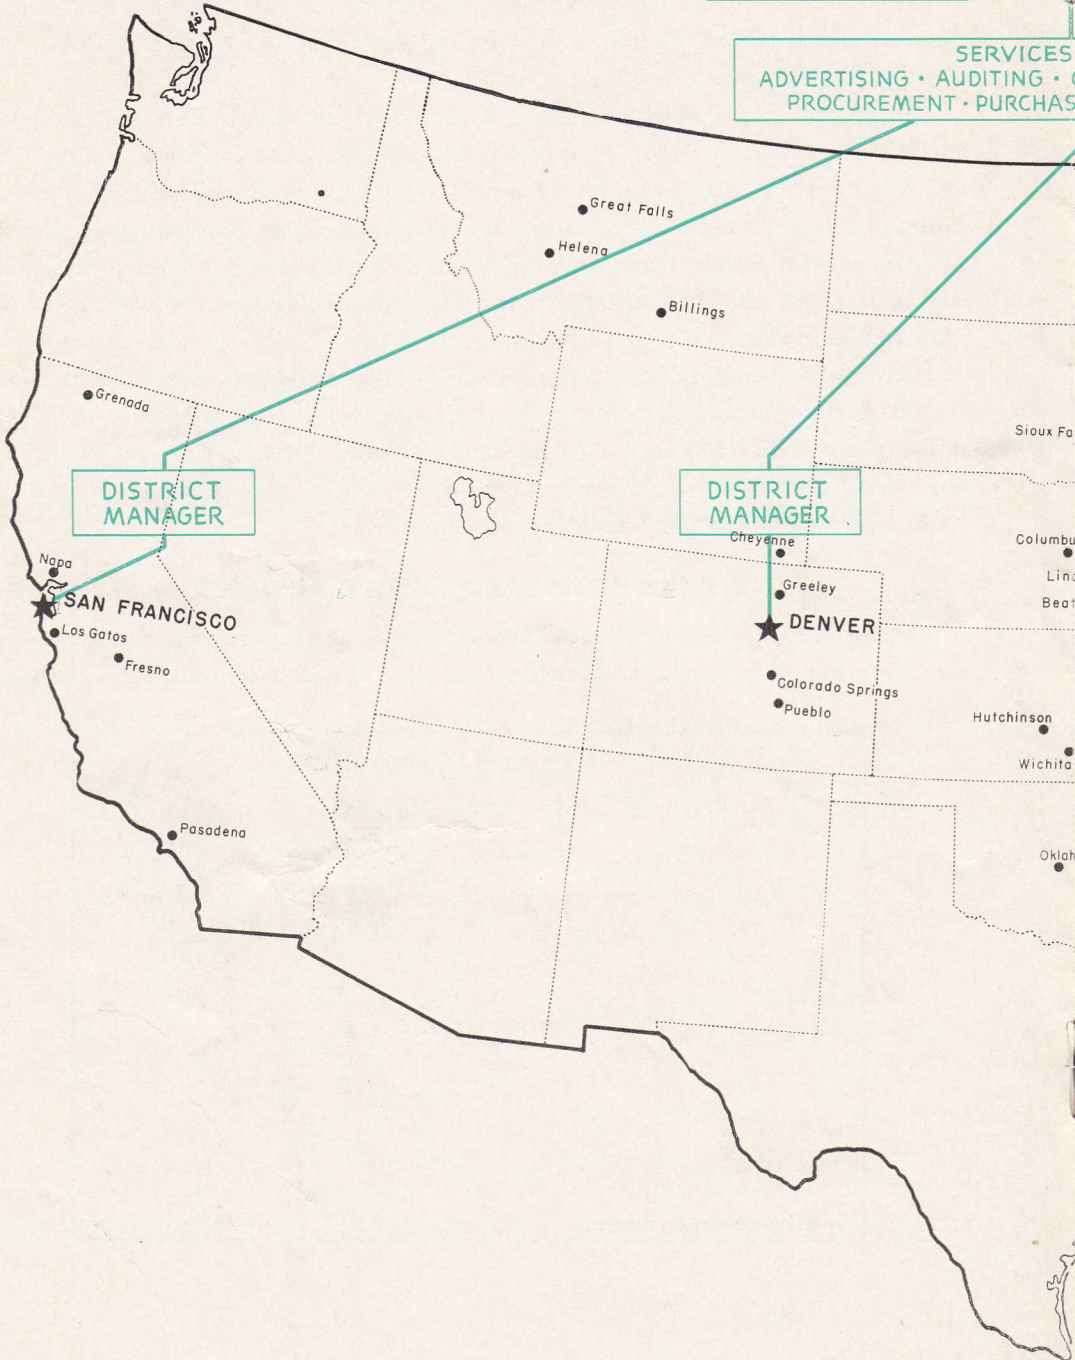 SERVICES
ADVERTISING • AUDITING •
PROCUREMENT • PURCHAS
Great Falls
Helena
Billings
Grenada
Sioux Fa
DISTRICT
MANAGER
DISTRICT
MANAGER
Cheyenne
Columbu
Napa
Linc
Greeley
Beat
SAN FRANCISCO
DENVER
Los Gatos
Fresno
Colorado Springs
Pueblo
Hutchinson
Wichita
Pasadena
Oklah